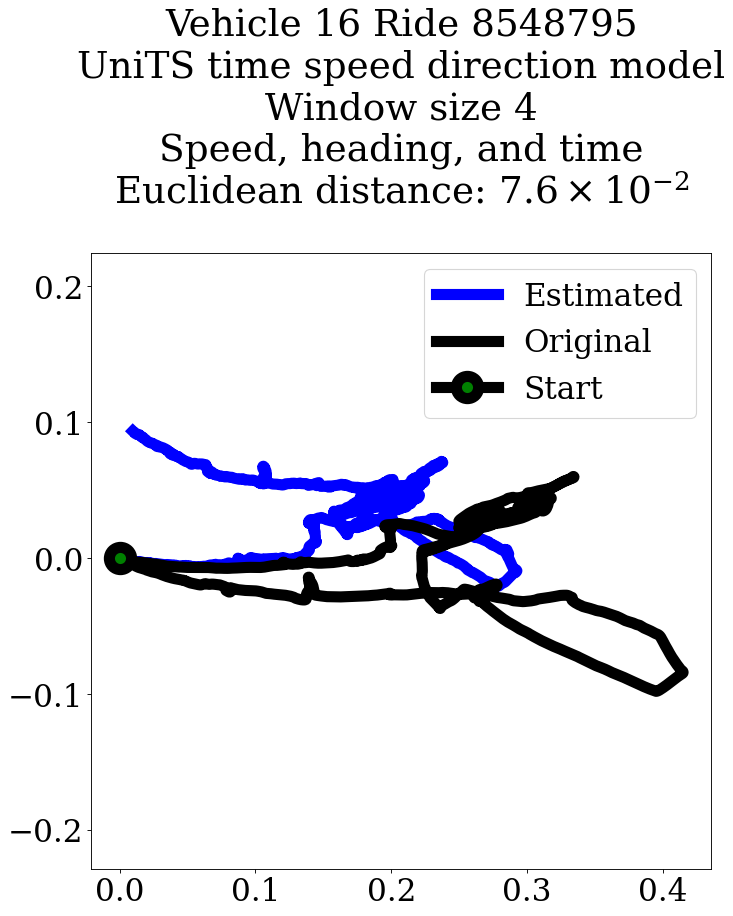 Vehicle 16 Ride 8548795
UniTS time speed direction model
Window size 4
Speed, heading, and time
Euclidean distance: 7.6 × 10⁻²
Estimated
Original
Start
0.2
0.1
0.0
−0.1
−0.2
0.0 0.1 0.2 0.3 0.4